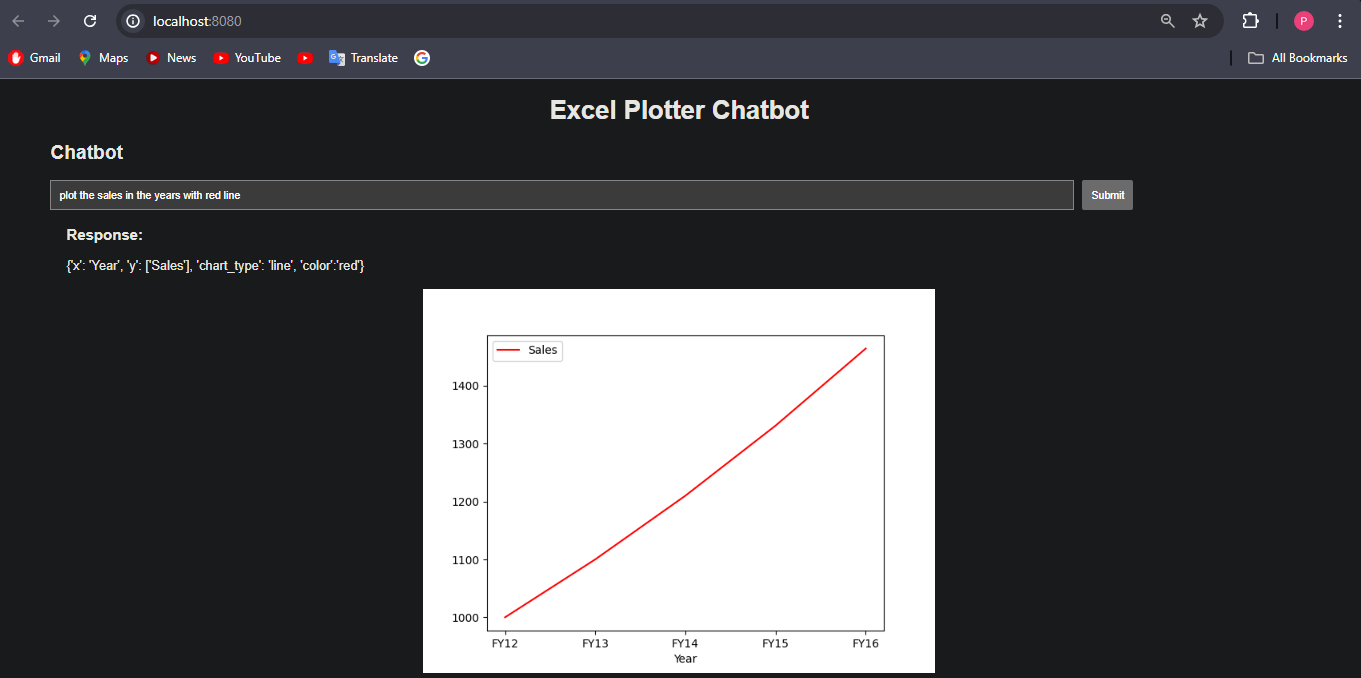 localhost:8080
P
Gmail Maps News YouTube Translate All Bookmarks
Excel Plotter Chatbot
Chatbot
plot the sales in the years with red line Submit
Response:
{'x': 'Year', 'y': ['Sales'], 'chart_type': 'line', 'color':'red'}
Sales
1400
1300
1200
1100
1000
FY12 FY13 FY14 FY15 FY16
Year